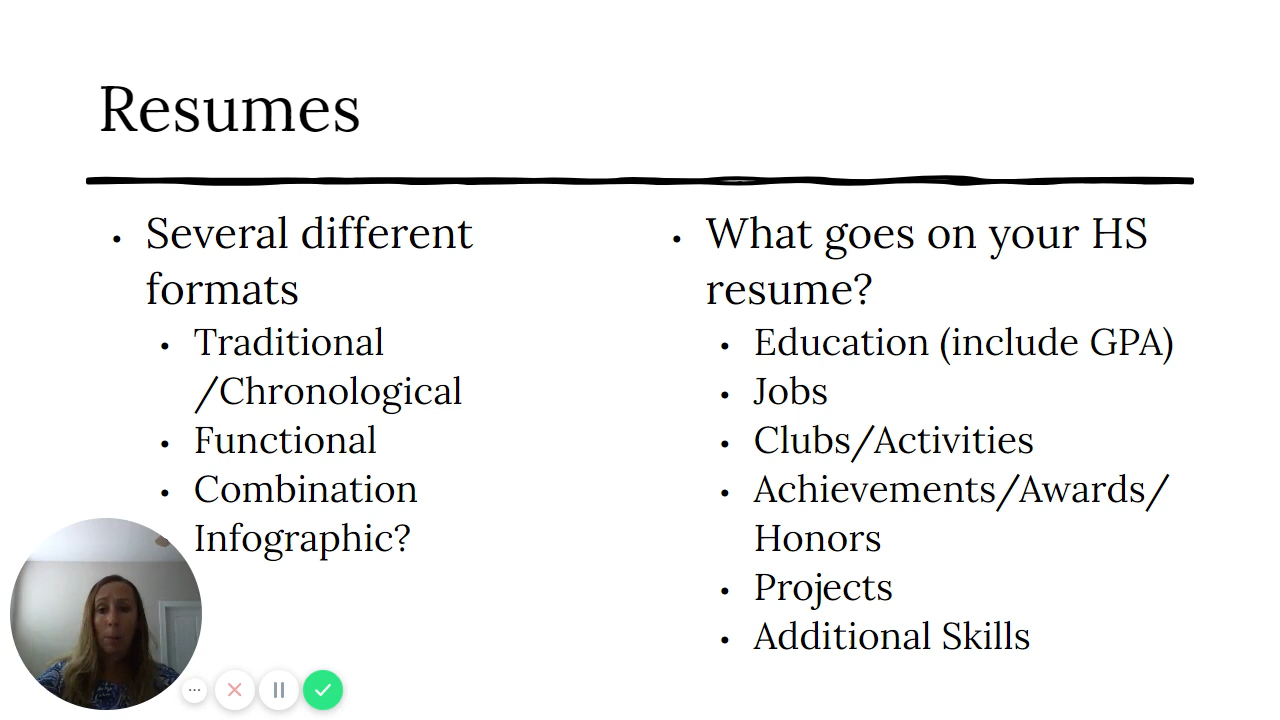 Resumes
• Several different
formats
• Traditional
/Chronological
• Functional
• Combination
Infographic?
• What goes on your HS
resume?
• Education (include GPA)
• Jobs
• Clubs/Activities
• Achievements/Awards/
Honors
• Projects
• Additional Skills